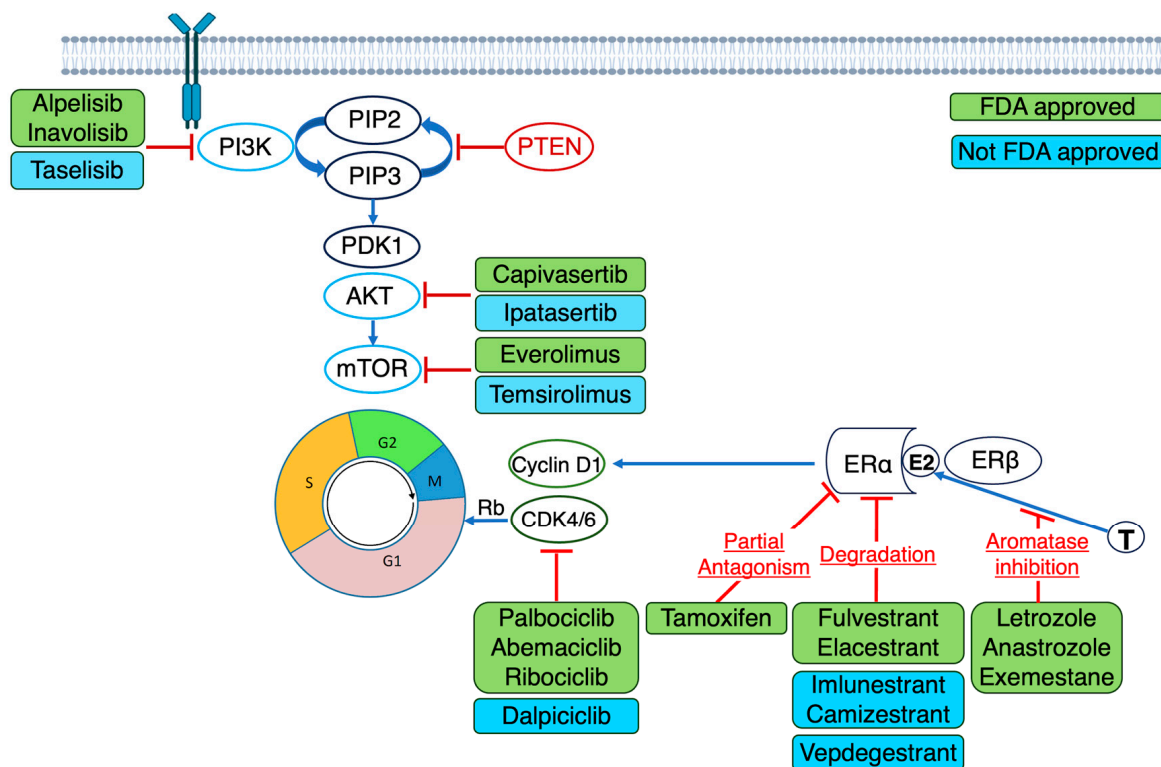 Alpelisib
Inavolisib
Taselisib
PI3K
PIP2
PIP3
PTEN
FDA approved
Not FDA approved
PDK1
AKT
mTOR
Capivasertib
Ipatasertib
Everolimus
Temsirolimus
G2
S
M
G1
Rb
Cyclin D1
CDK4/6
ERα
E2
ERβ
T
Partial
Antagonism
Degradation
Aromatase
inhibition
Palbociclib
Abemaciclib
Ribociclib
Dalpiciclib
Tamoxifen
Fulvestrant
Elacestrant
Imlunestrant
Camizestrant
Vepdegestrant
Letrozole
Anastrozole
Exemestane